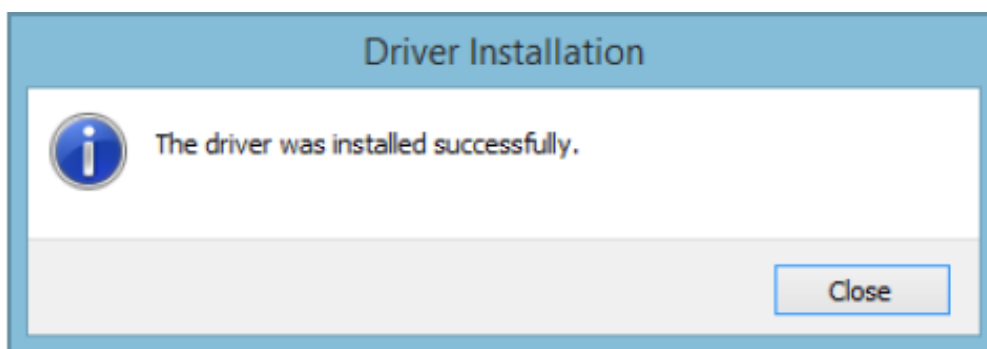 Driver Installation
The driver was installed successfully.
Close